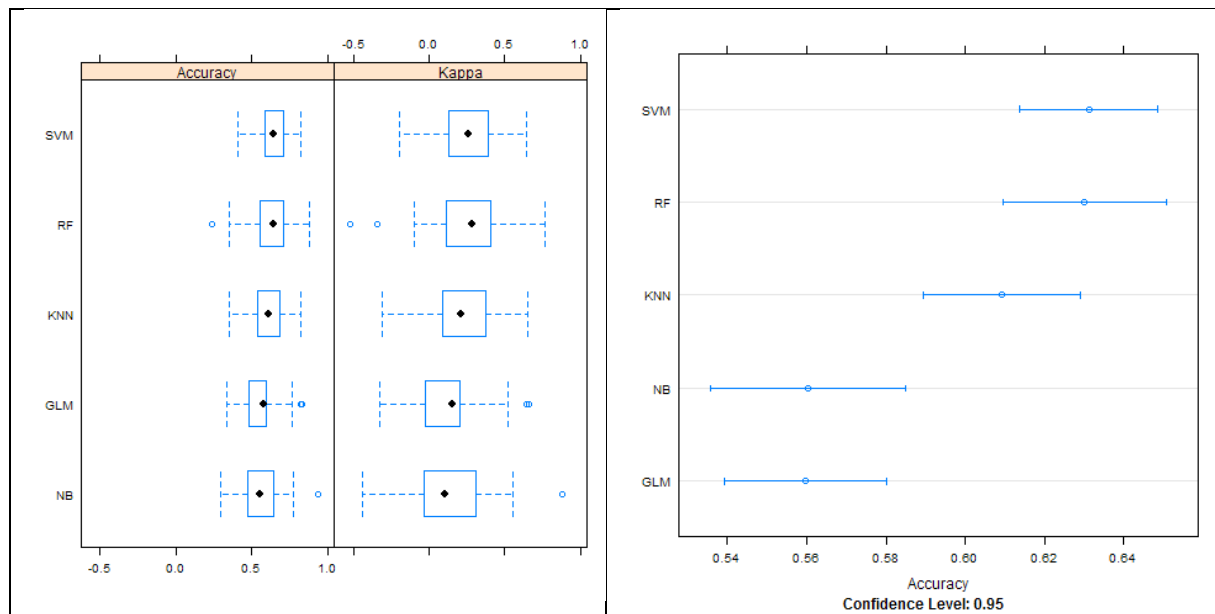 -0.5 0.0 0.5 1.0
Accuracy Kappa
SVM
RF
KNN
GLM
NB
-0.5 0.0 0.5 1.0
SVM
RF
KNN
NB
GLM
0.54 0.56 0.58 0.60 0.62 0.64
Accuracy
Confidence Level: 0.95